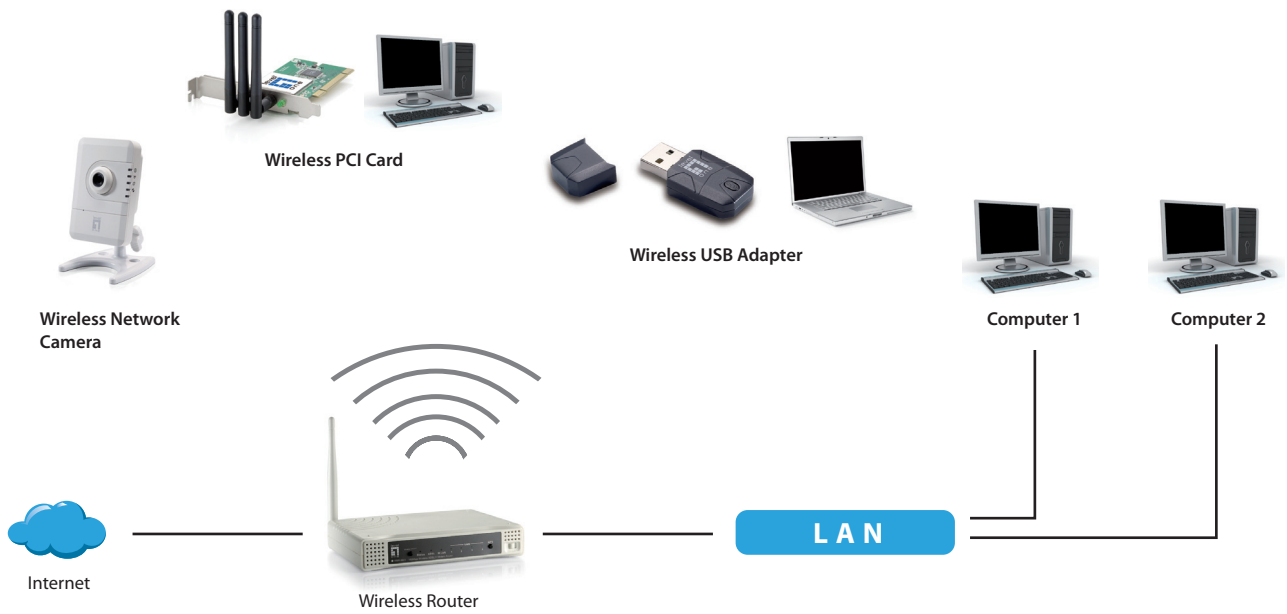 Wireless PCI Card
Wireless USB Adapter
Wireless Network
Camera
Computer 1
Computer 2
LAN
Internet
Wireless Router